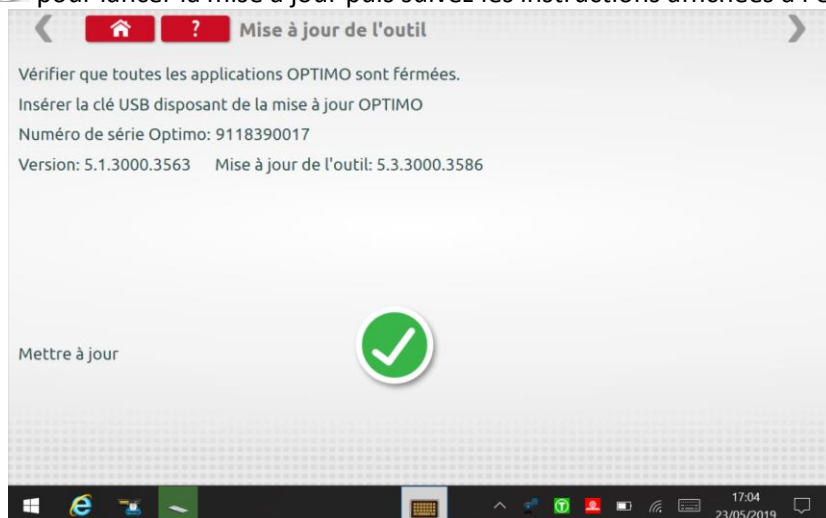 pour lancer la mise à jour puis suivez les instructions affichées à l'é
? Mise à jour de l'outil
Vérifier que toutes les applications OPTIMO sont férmées.
Insérer la clé USB disposant de la mise à jour OPTIMO
Numéro de série Optimo: 9118390017
Version: 5.1.3000.3563 Mise à jour de l'outil: 5.3.3000.3586
Mettre à jour
17:04
23/05/2019